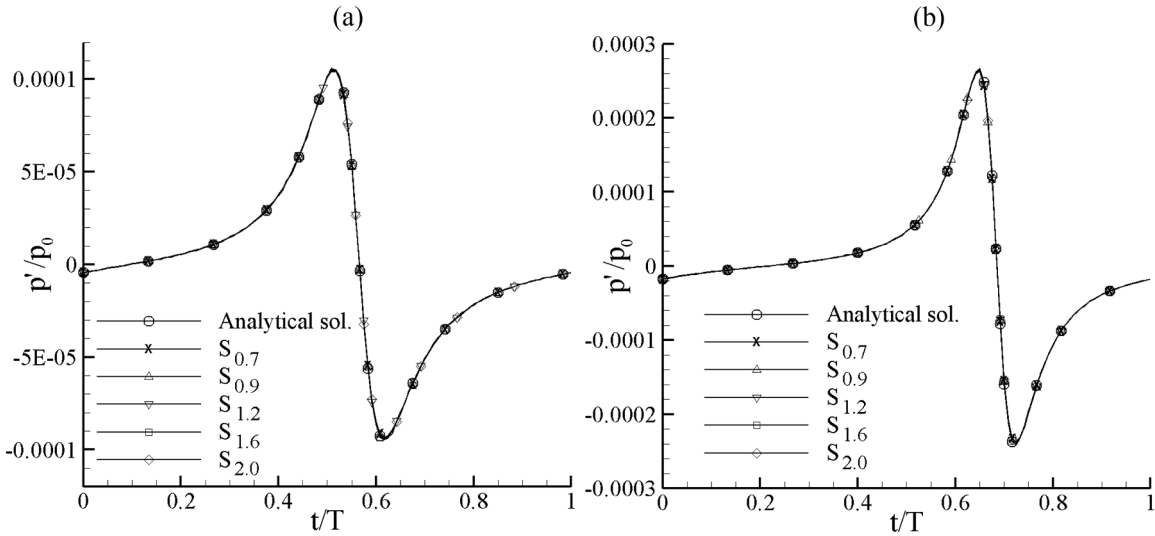 (a)
p'/p0
0.0001
5E-05
0
-5E-05
-0.0001
Analytical sol.
S0.7
S0.9
S1.2
S1.6
S2.0
0 0.2 0.4 0.6 0.8 1
t/T
(b)
p'/p0
0.0003
0.0002
0.0001
0
-0.0001
-0.0002
-0.0003
Analytical sol.
S0.7
S0.9
S1.2
S1.6
S2.0
0 0.2 0.4 0.6 0.8 1
t/T